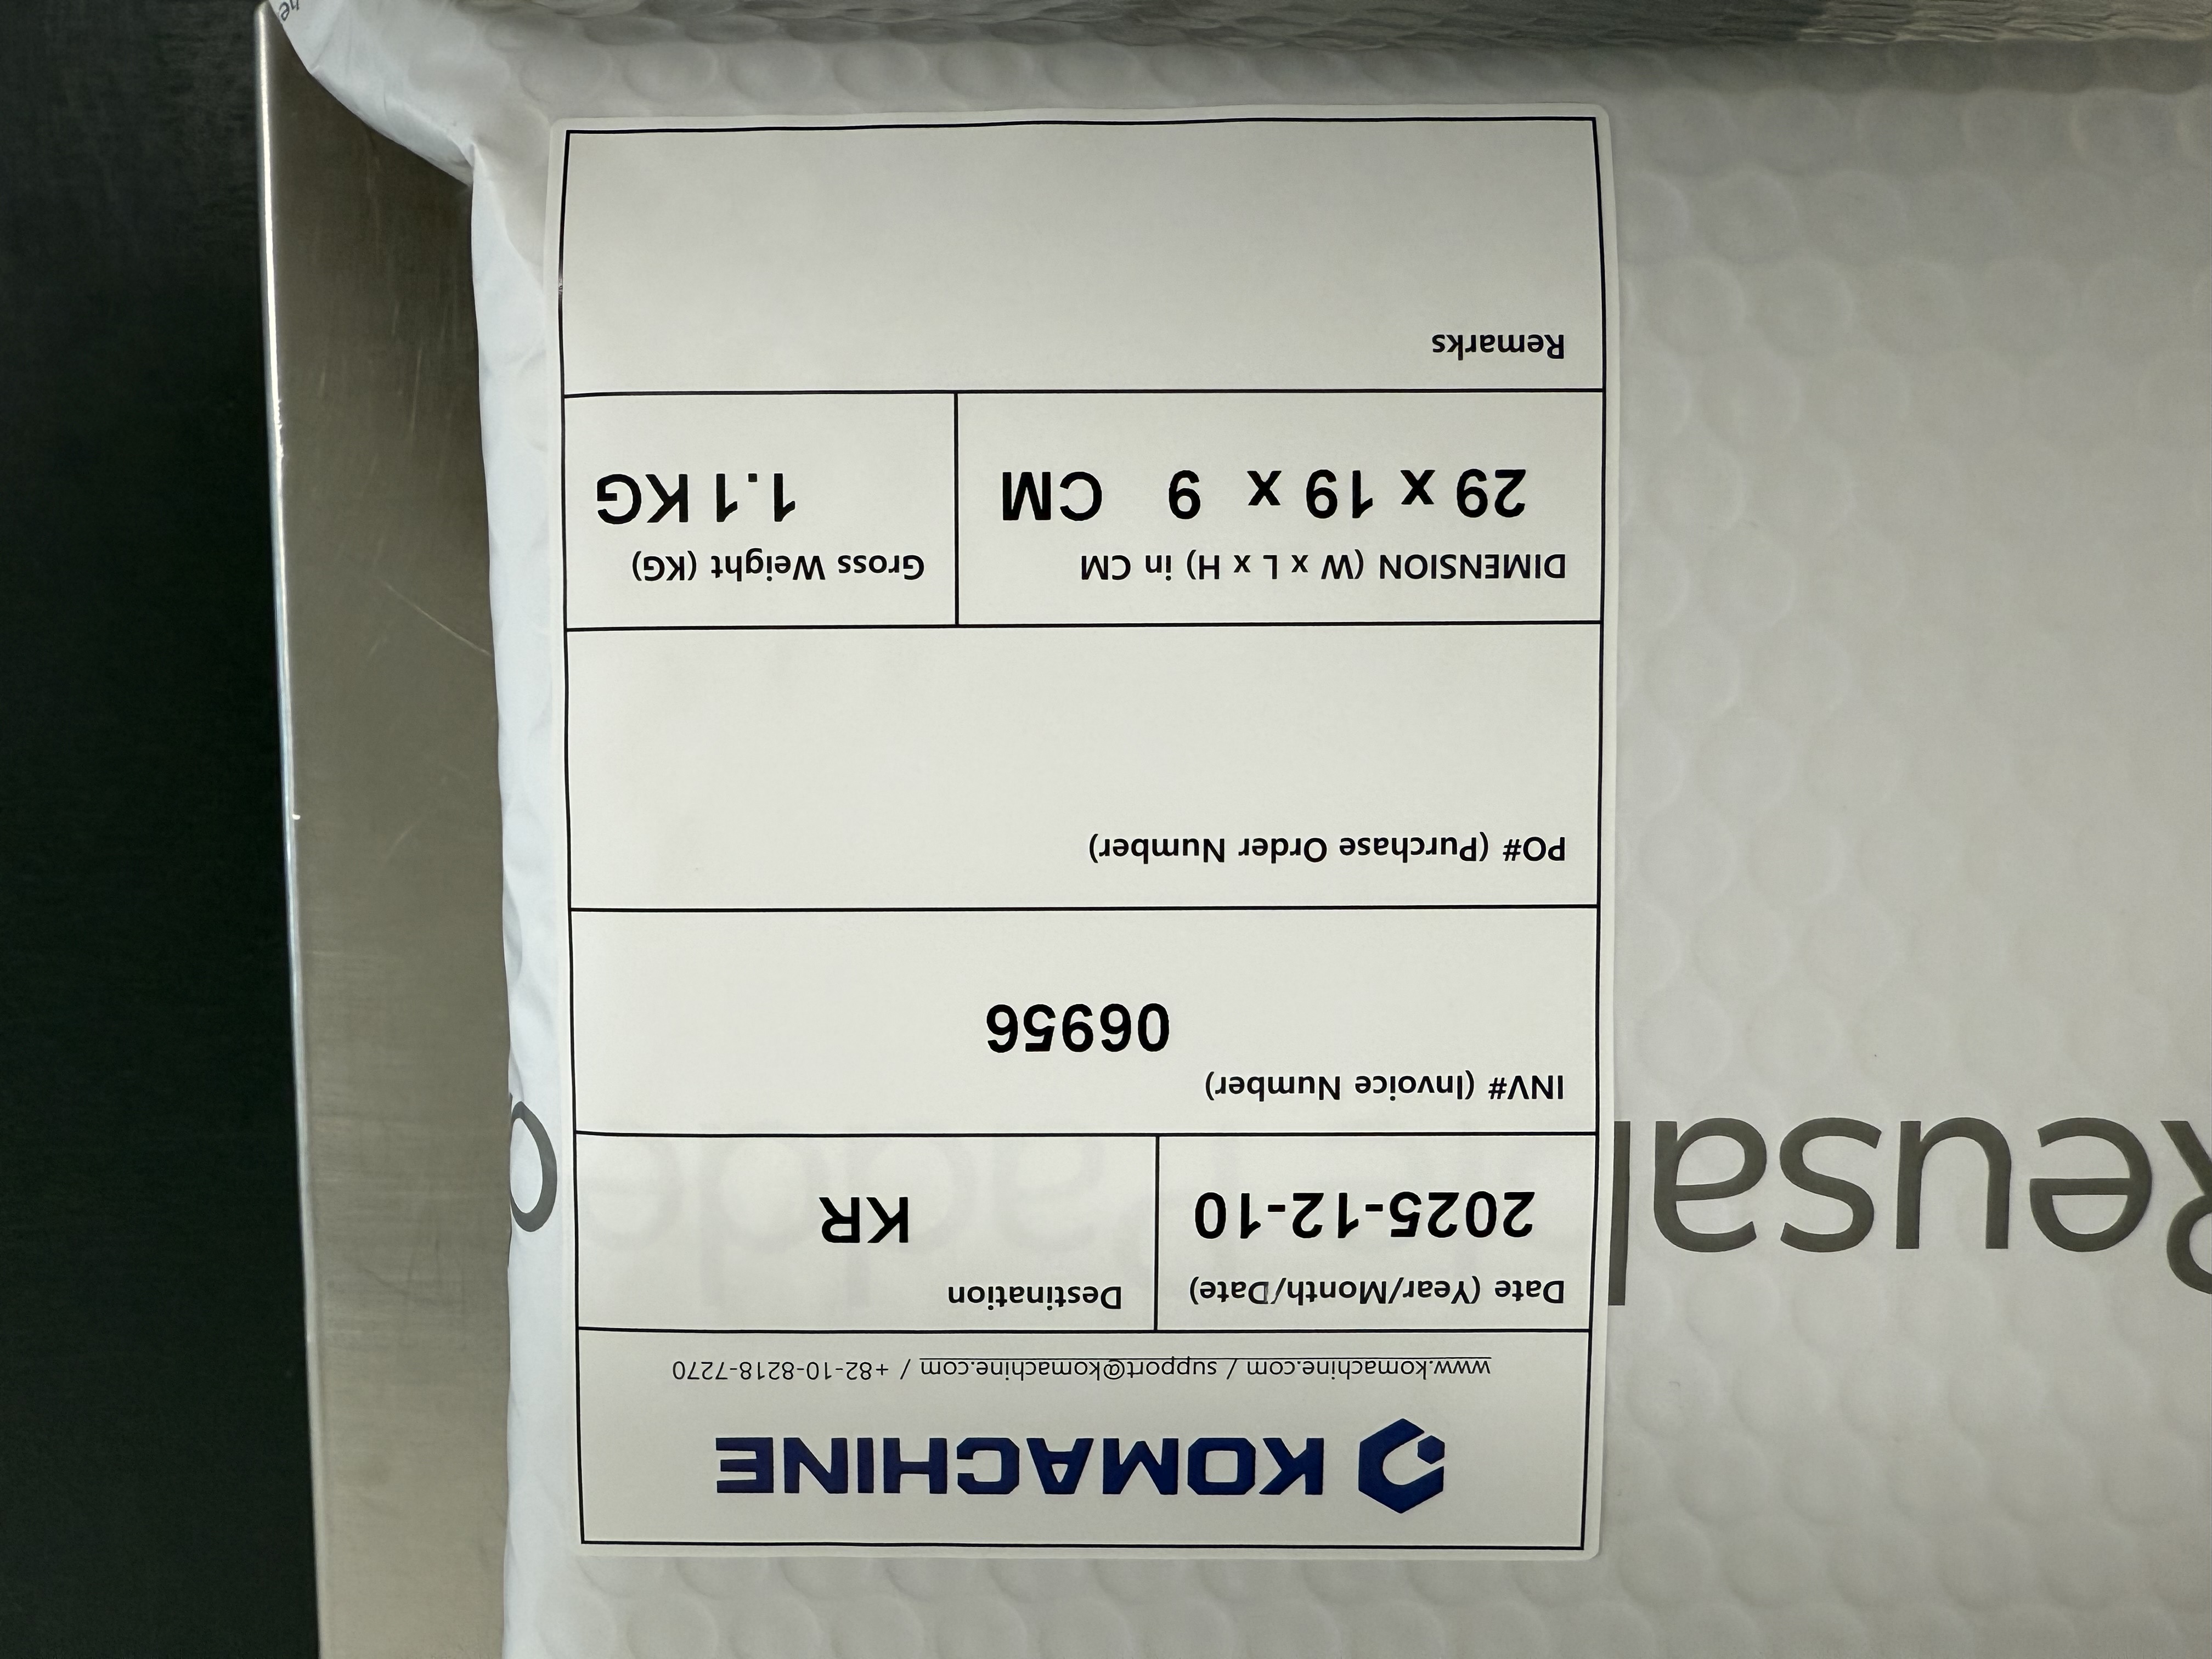 KOMACHINE
www.komachine.com / support@komachine.com / +82-10-8218-7270
Date (Year/Month/Date)
2025-12-10
Destination
KR
INV# (Invoice Number)
06956
PO# (Purchase Order Number)
DIMENSION (W x L x H) in CM
29 x 19 x 9 CM
Gross Weight (KG)
1.1 KG
Remarks